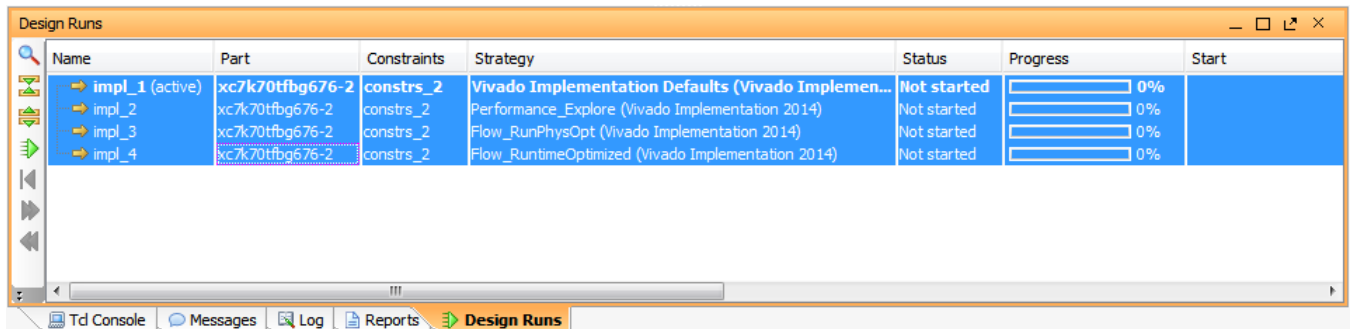 Design Runs
Name Part Constraints Strategy Status Progress Start
impl_1 (active) xc7k70tfbg676-2 constrs_2 Vivado Implementation Defaults (Vivado Implemen... Not started 0%
impl_2 xc7k70tfbg676-2 constrs_2 Performance_Explore (Vivado Implementation 2014) Not started 0%
impl_3 xc7k70tfbg676-2 constrs_2 Flow_RunPhysOpt (Vivado Implementation 2014) Not started 0%
impl_4 xc7k70tfbg676-2 constrs_2 Flow_RuntimeOptimized (Vivado Implementation 2014) Not started 0%
Tcl Console Messages Log Reports Design Runs